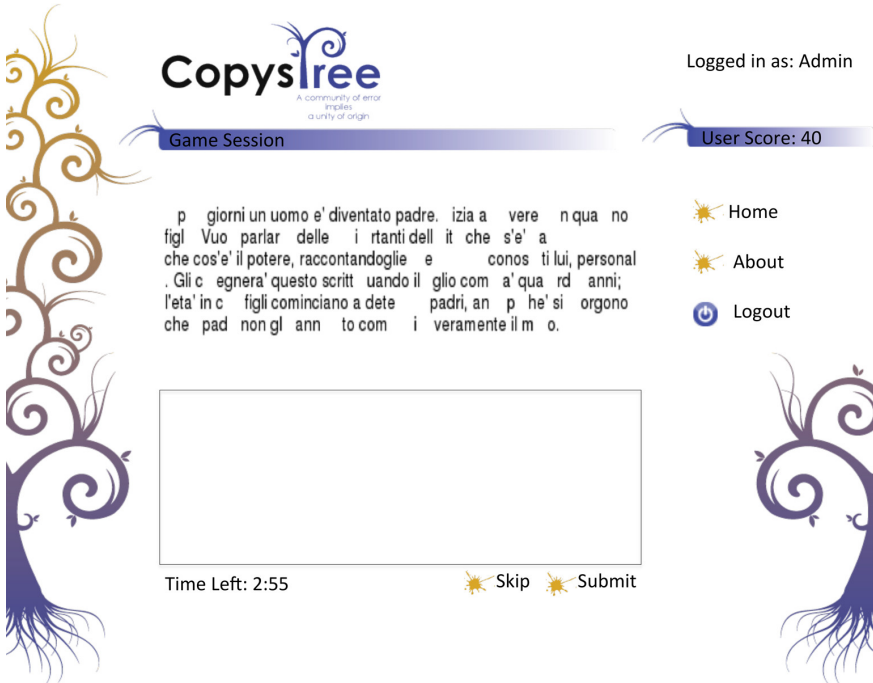 CopysTree
A community of error
implies
a unity of origin
Logged in as: Admin
Game Session
User Score: 40
p giorni un uomo e' diventato padre. izia a vere n qua no
figl Vuo parlar delle i rtanti dell it che s'e' a
che cos'e' il potere, raccontandoglie e conos ti lui, personal
. Gli c egnera' questo scritt uando il glio com a' qua rd anni;
l'eta' in c figli cominciano a dete padri, an p he' si orgono
che pad non gl ann to com i veramente il m o.
Home
About
Logout
Time Left: 2:55
Skip
Submit